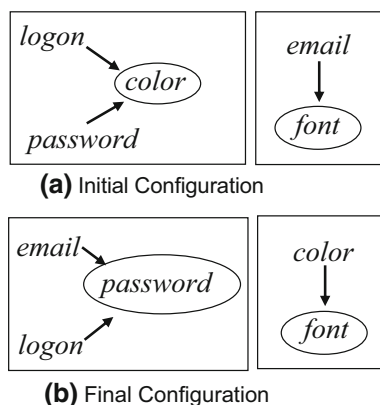 logon
color
password
email
font
(a) Initial Configuration
email
password
logon
color
font
(b) Final Configuration